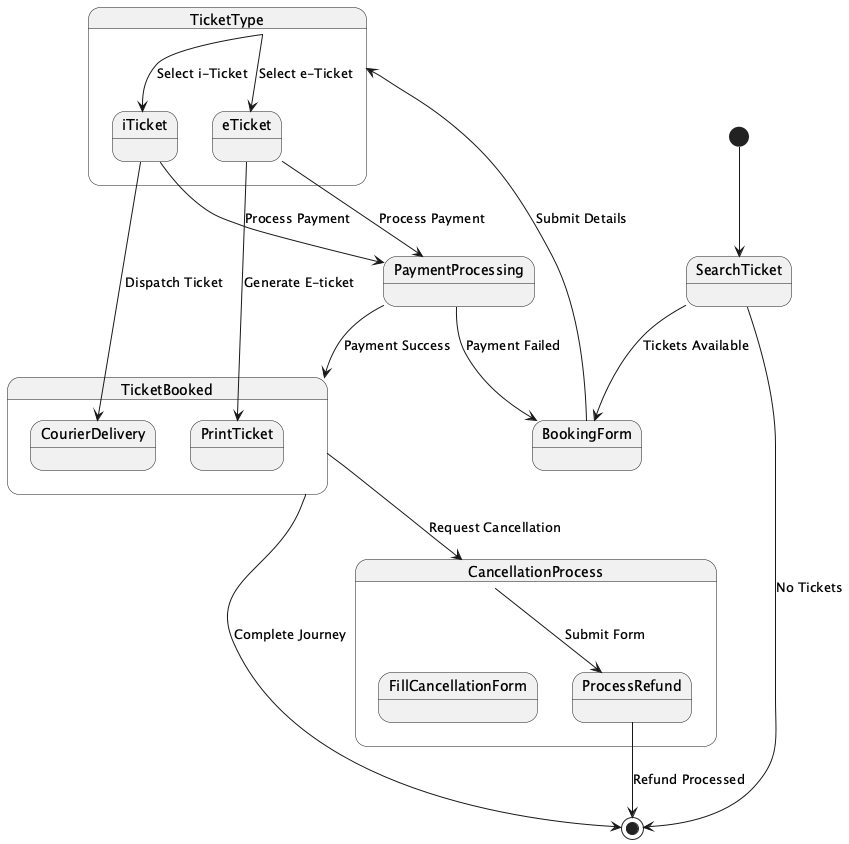 TicketType
Select i-Ticket
Select e-Ticket
iTicket
eTicket
Process Payment
Process Payment
Submit Details
PaymentProcessing
SearchTicket
Dispatch Ticket
Generate E-ticket
Payment Success
Payment Failed
Tickets Available
TicketBooked
CourierDelivery
PrintTicket
BookingForm
Request Cancellation
CancellationProcess
No Tickets
Complete Journey
Submit Form
FillCancellationForm
ProcessRefund
Refund Processed